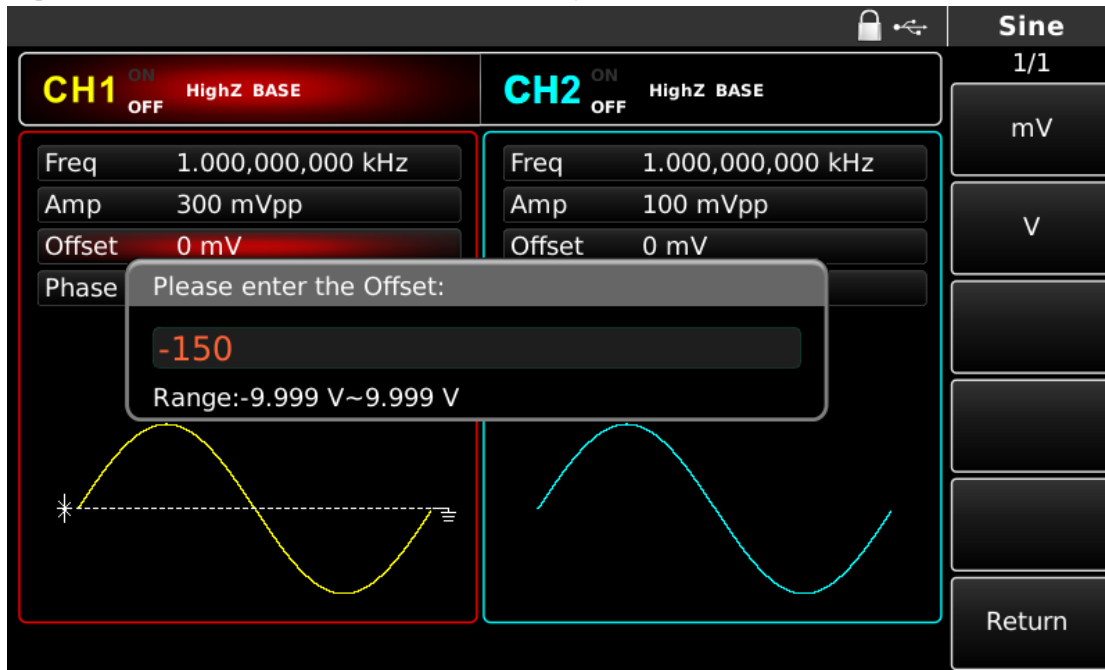 Sine
1/1
CH1 ON OFF HighZ BASE
CH2 ON OFF HighZ BASE
mV
Freq 1.000,000,000 kHz
Freq 1.000,000,000 kHz
Amp 300 mVpp
Amp 100 mVpp
V
Offset 0 mV
Offset 0 mV
Phase
Please enter the Offset:
-150
Range:-9.999 V~9.999 V
Return